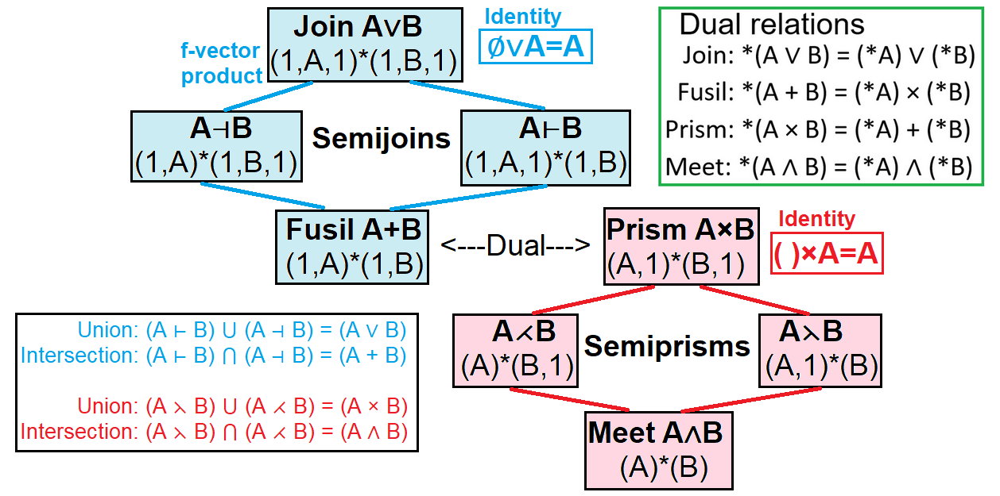 Join A∨B
(1,A,1)*(1,B,1)
Identity
∅∨A=A
f-vector
product
Dual relations
Join: *(A ∨ B) = (*A) ∨ (*B)
Fusil: *(A + B) = (*A) × (*B)
Prism: *(A × B) = (*A) + (*B)
Meet: *(A ∧ B) = (*A) ∧ (*B)
A⊣B
(1,A)*(1,B,1)
Semijoins
A⊢B
(1,A,1)*(1,B)
Fusil A+B
(1,A)*(1,B)
<---Dual--->
Prism A×B
(A,1)*(B,1)
Identity
( )×A=A
Union: (A ⊢ B) ∪ (A ⊣ B) = (A ∨ B)
Intersection: (A ⊢ B) ∩ (A ⊣ B) = (A + B)
Union: (A ⋋ B) ∪ (A ⋌ B) = (A × B)
Intersection: (A ⋋ B) ∩ (A ⋌ B) = (A ∧ B)
A⋌B
(A)*(B,1)
Semiprisms
A⋋B
(A,1)*(B)
Meet A∧B
(A)*(B)